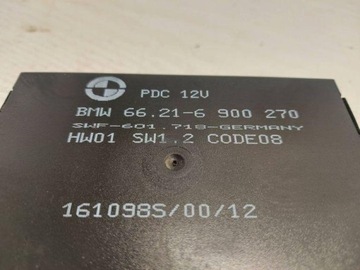 PDC 12V
BMW 66.21-6 900 270
SWF-601.718-GERMANY
HW01 SW1.2 CODE08
161098S/00/12